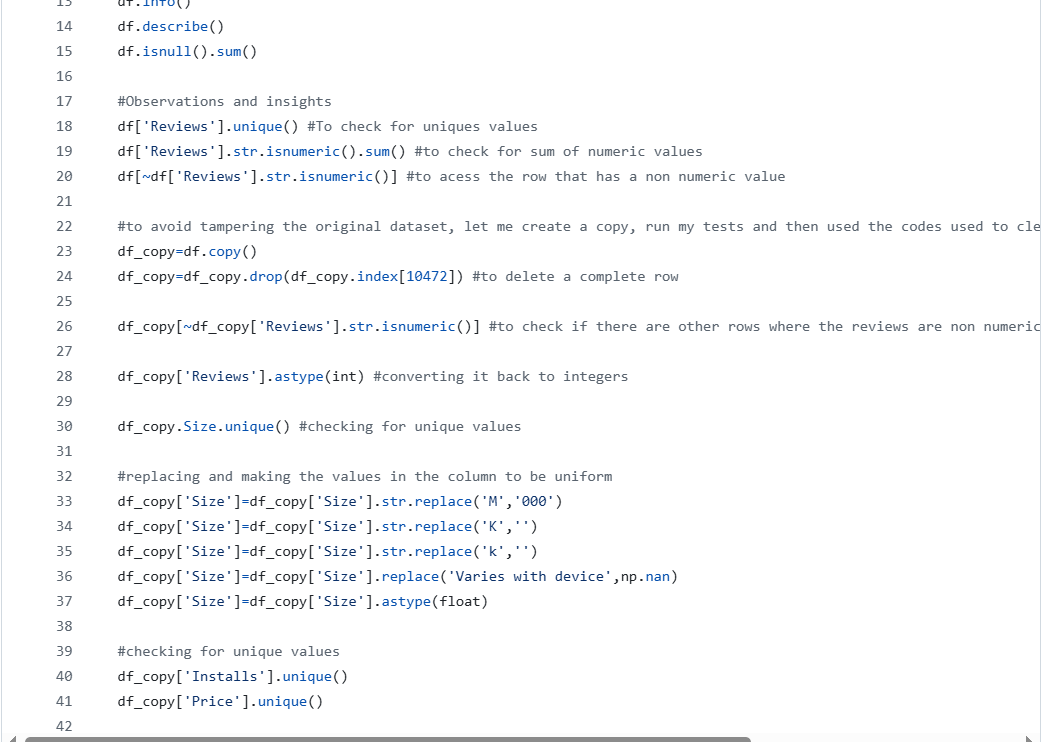 13 df.info()
14 df.describe()
15 df.isnull().sum()
16
17 #Observations and insights
18 df['Reviews'].unique() #To check for uniques values
19 df['Reviews'].str.isnumeric().sum() #to check for sum of numeric values
20 df[~df['Reviews'].str.isnumeric()] #to acess the row that has a non numeric value
21
22 #to avoid tampering the original dataset, let me create a copy, run my tests and then used the codes used to cle
23 df_copy=df.copy()
24 df_copy=df_copy.drop(df_copy.index[10472]) #to delete a complete row
25
26 df_copy[~df_copy['Reviews'].str.isnumeric()] #to check if there are other rows where the reviews are non numeric
27
28 df_copy['Reviews'].astype(int) #converting it back to integers
29
30 df_copy.Size.unique() #checking for unique values
31
32 #replacing and making the values in the column to be uniform
33 df_copy['Size']=df_copy['Size'].str.replace('M','000')
34 df_copy['Size']=df_copy['Size'].str.replace('K','')
35 df_copy['Size']=df_copy['Size'].str.replace('k','')
36 df_copy['Size']=df_copy['Size'].replace('Varies with device',np.nan)
37 df_copy['Size']=df_copy['Size'].astype(float)
38
39 #checking for unique values
40 df_copy['Installs'].unique()
41 df_copy['Price'].unique()
42